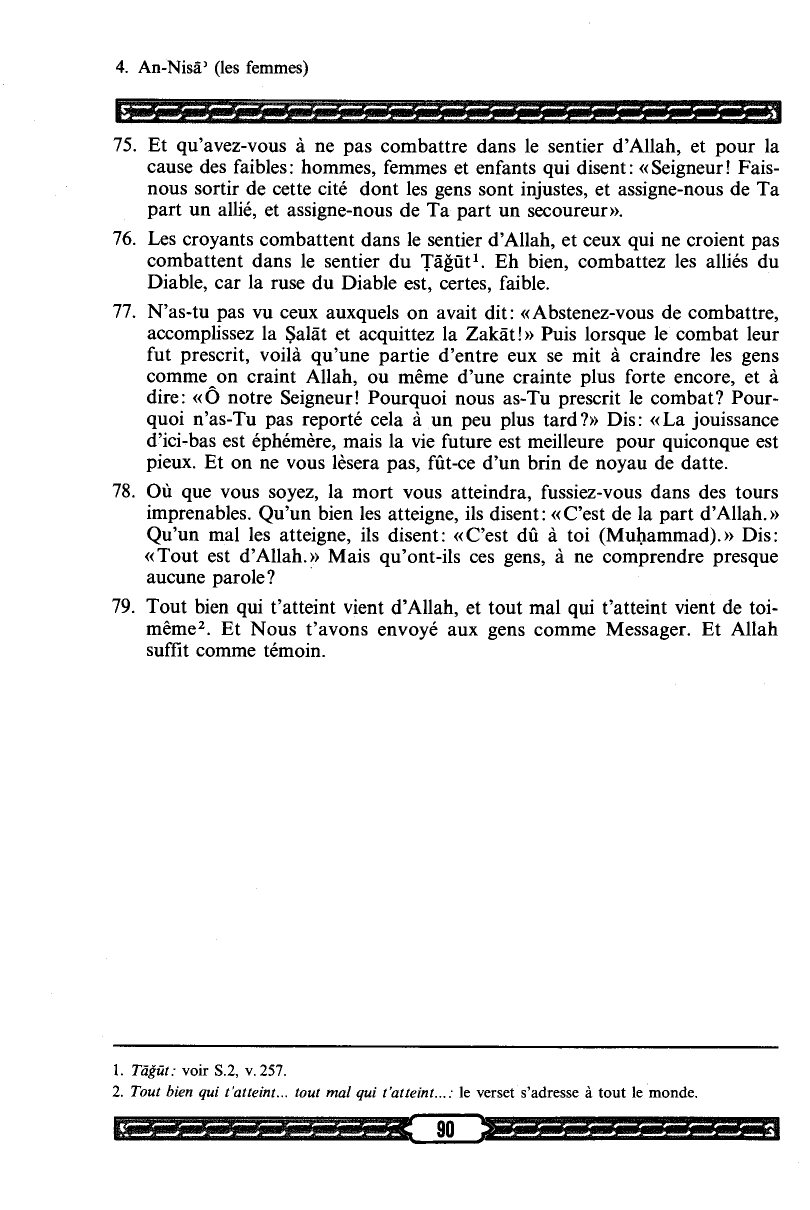 4. An-Nisāʾ (les femmes)
75. Et qu'avez-vous à ne pas combattre dans le sentier d'Allah, et pour la
cause des faibles: hommes, femmes et enfants qui disent: «Seigneur! Fais-
nous sortir de cette cité dont les gens sont injustes, et assigne-nous de Ta
part un allié, et assigne-nous de Ta part un secoureur».
76. Les croyants combattent dans le sentier d'Allah, et ceux qui ne croient pas
combattent dans le sentier du Ṭāġūt¹. Eh bien, combattez les alliés du
Diable, car la ruse du Diable est, certes, faible.
77. N'as-tu pas vu ceux auxquels on avait dit: «Abstenez-vous de combattre,
accomplissez la Ṣalāt et acquittez la Zakāt!» Puis lorsque le combat leur
fut prescrit, voilà qu'une partie d'entre eux se mit à craindre les gens
comme on craint Allah, ou même d'une crainte plus forte encore, et à
dire: «Ô notre Seigneur! Pourquoi nous as-Tu prescrit le combat? Pour-
quoi n'as-Tu pas reporté cela à un peu plus tard?» Dis: «La jouissance
d'ici-bas est éphémère, mais la vie future est meilleure pour quiconque est
pieux. Et on ne vous lèsera pas, fût-ce d'un brin de noyau de datte.
78. Où que vous soyez, la mort vous atteindra, fussiez-vous dans des tours
imprenables. Qu'un bien les atteigne, ils disent: «C'est de la part d'Allah.»
Qu'un mal les atteigne, ils disent: «C'est dû à toi (Muḥammad).» Dis:
«Tout est d'Allah.» Mais qu'ont-ils ces gens, à ne comprendre presque
aucune parole?
79. Tout bien qui t'atteint vient d'Allah, et tout mal qui t'atteint vient de toi-
même². Et Nous t'avons envoyé aux gens comme Messager. Et Allah
suffit comme témoin.
1. Tāġūt: voir S.2, v. 257.
2. Tout bien qui t'atteint... tout mal qui t'atteint...: le verset s'adresse à tout le monde.
90